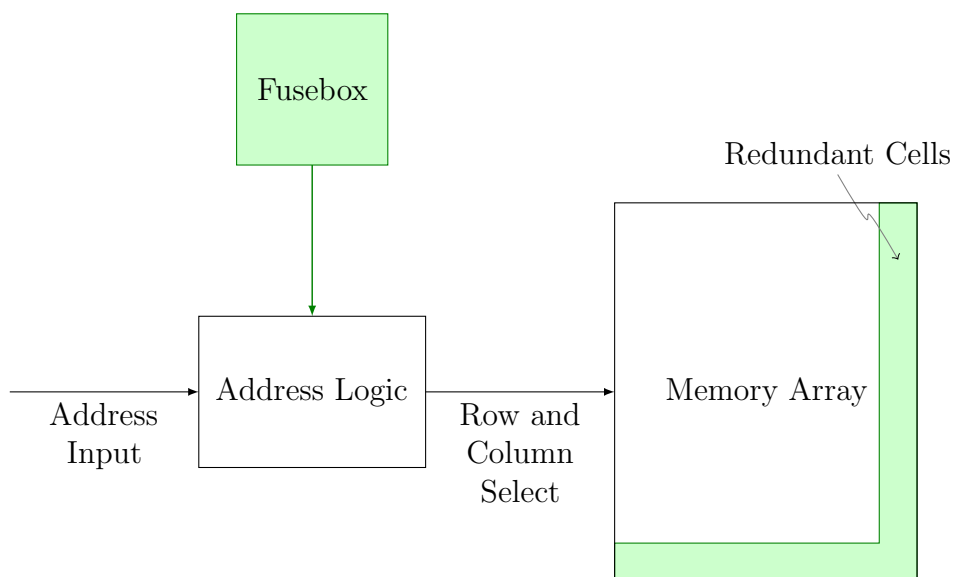 Fusebox
Redundant Cells
Address Logic
Memory Array
Address
Input
Row and
Column
Select